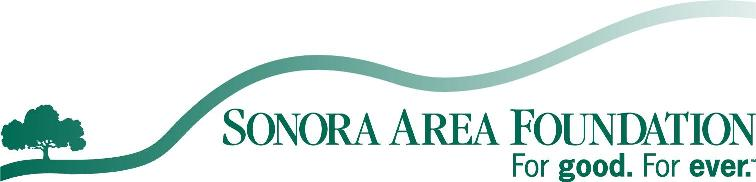 SONORA AREA FOUNDATION
For good. For ever.